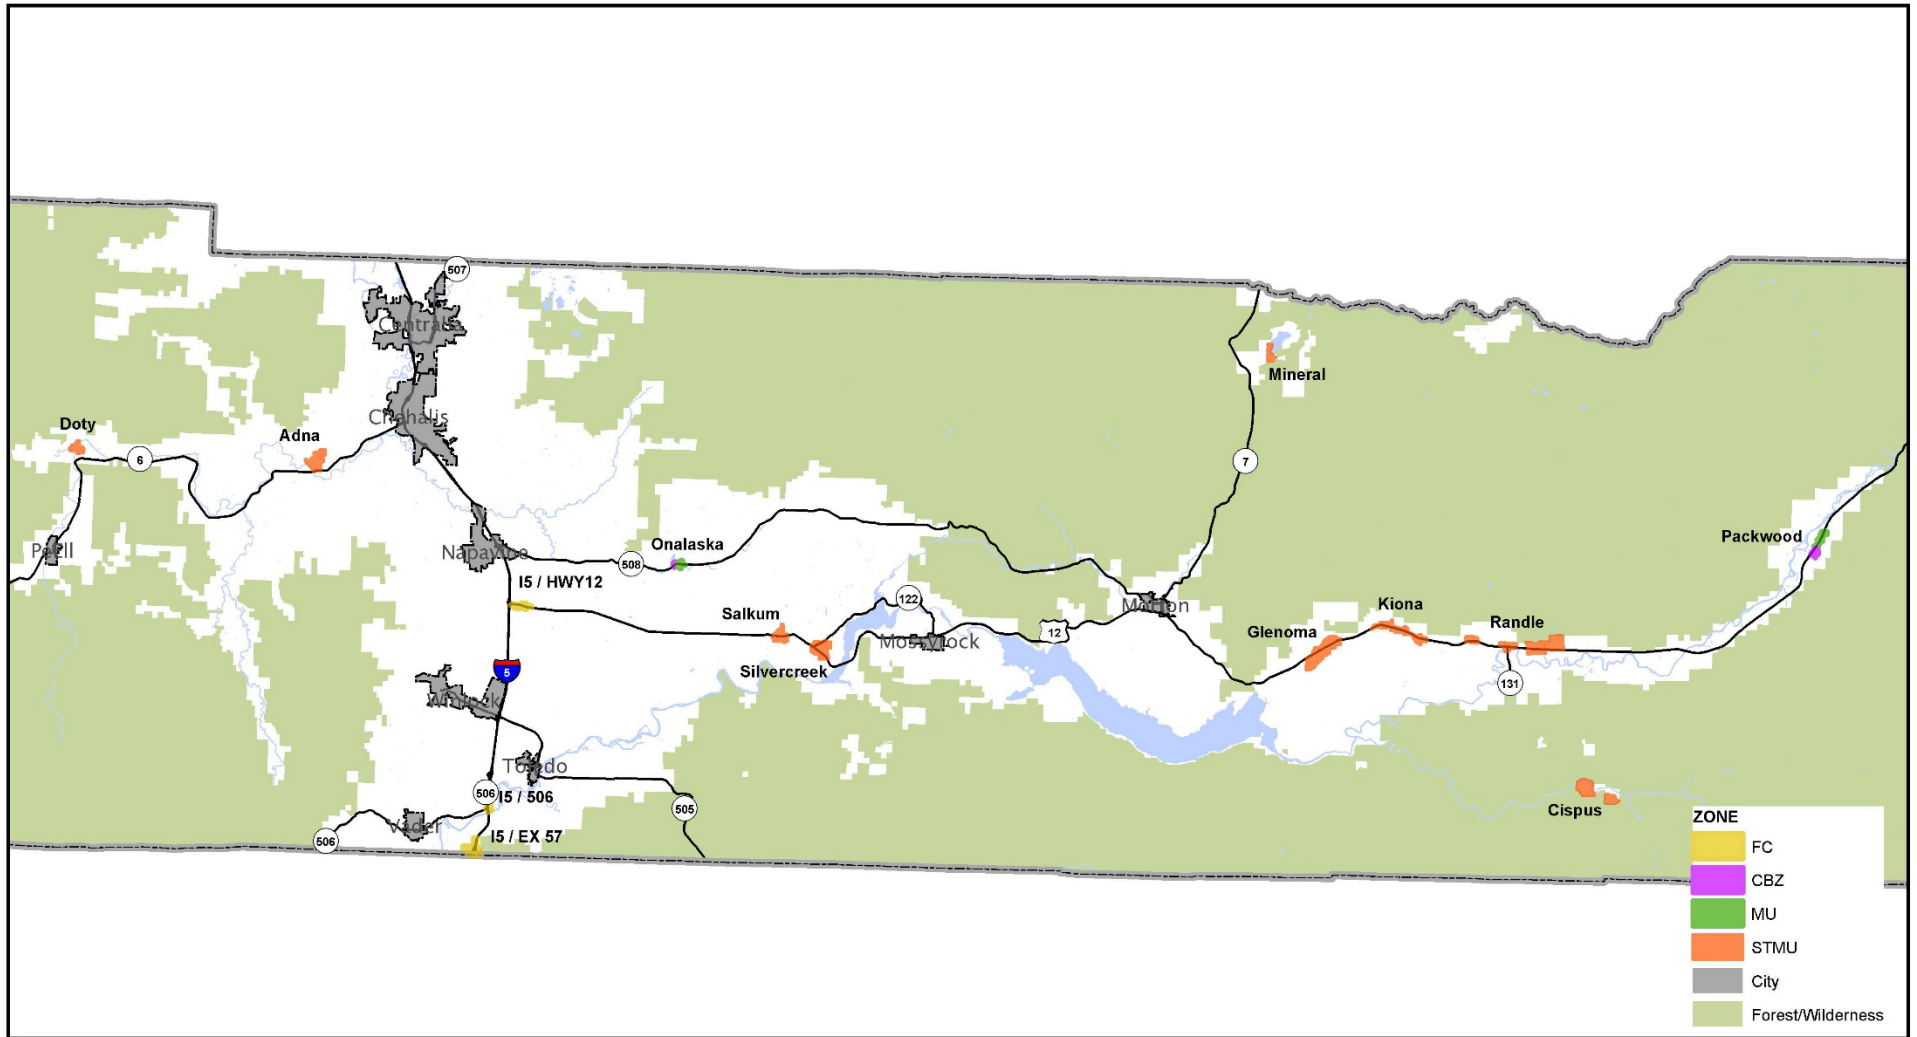 507
Centralia
Mineral
Chehalis
Doty
Adna
6
7
Packwood
PeEll
Napavine
Onalaska
508
I5 / HWY12
122
Morton
Kiona
Salkum
Randle
12
Glenoma
Mossyrock
Silvercreek
5
131
Winlock
Toledo
506
I5 / 506
505
Cispus
Vader
I5 / EX 57
506
ZONE
FC
CBZ
MU
STMU
City
Forest/Wilderness